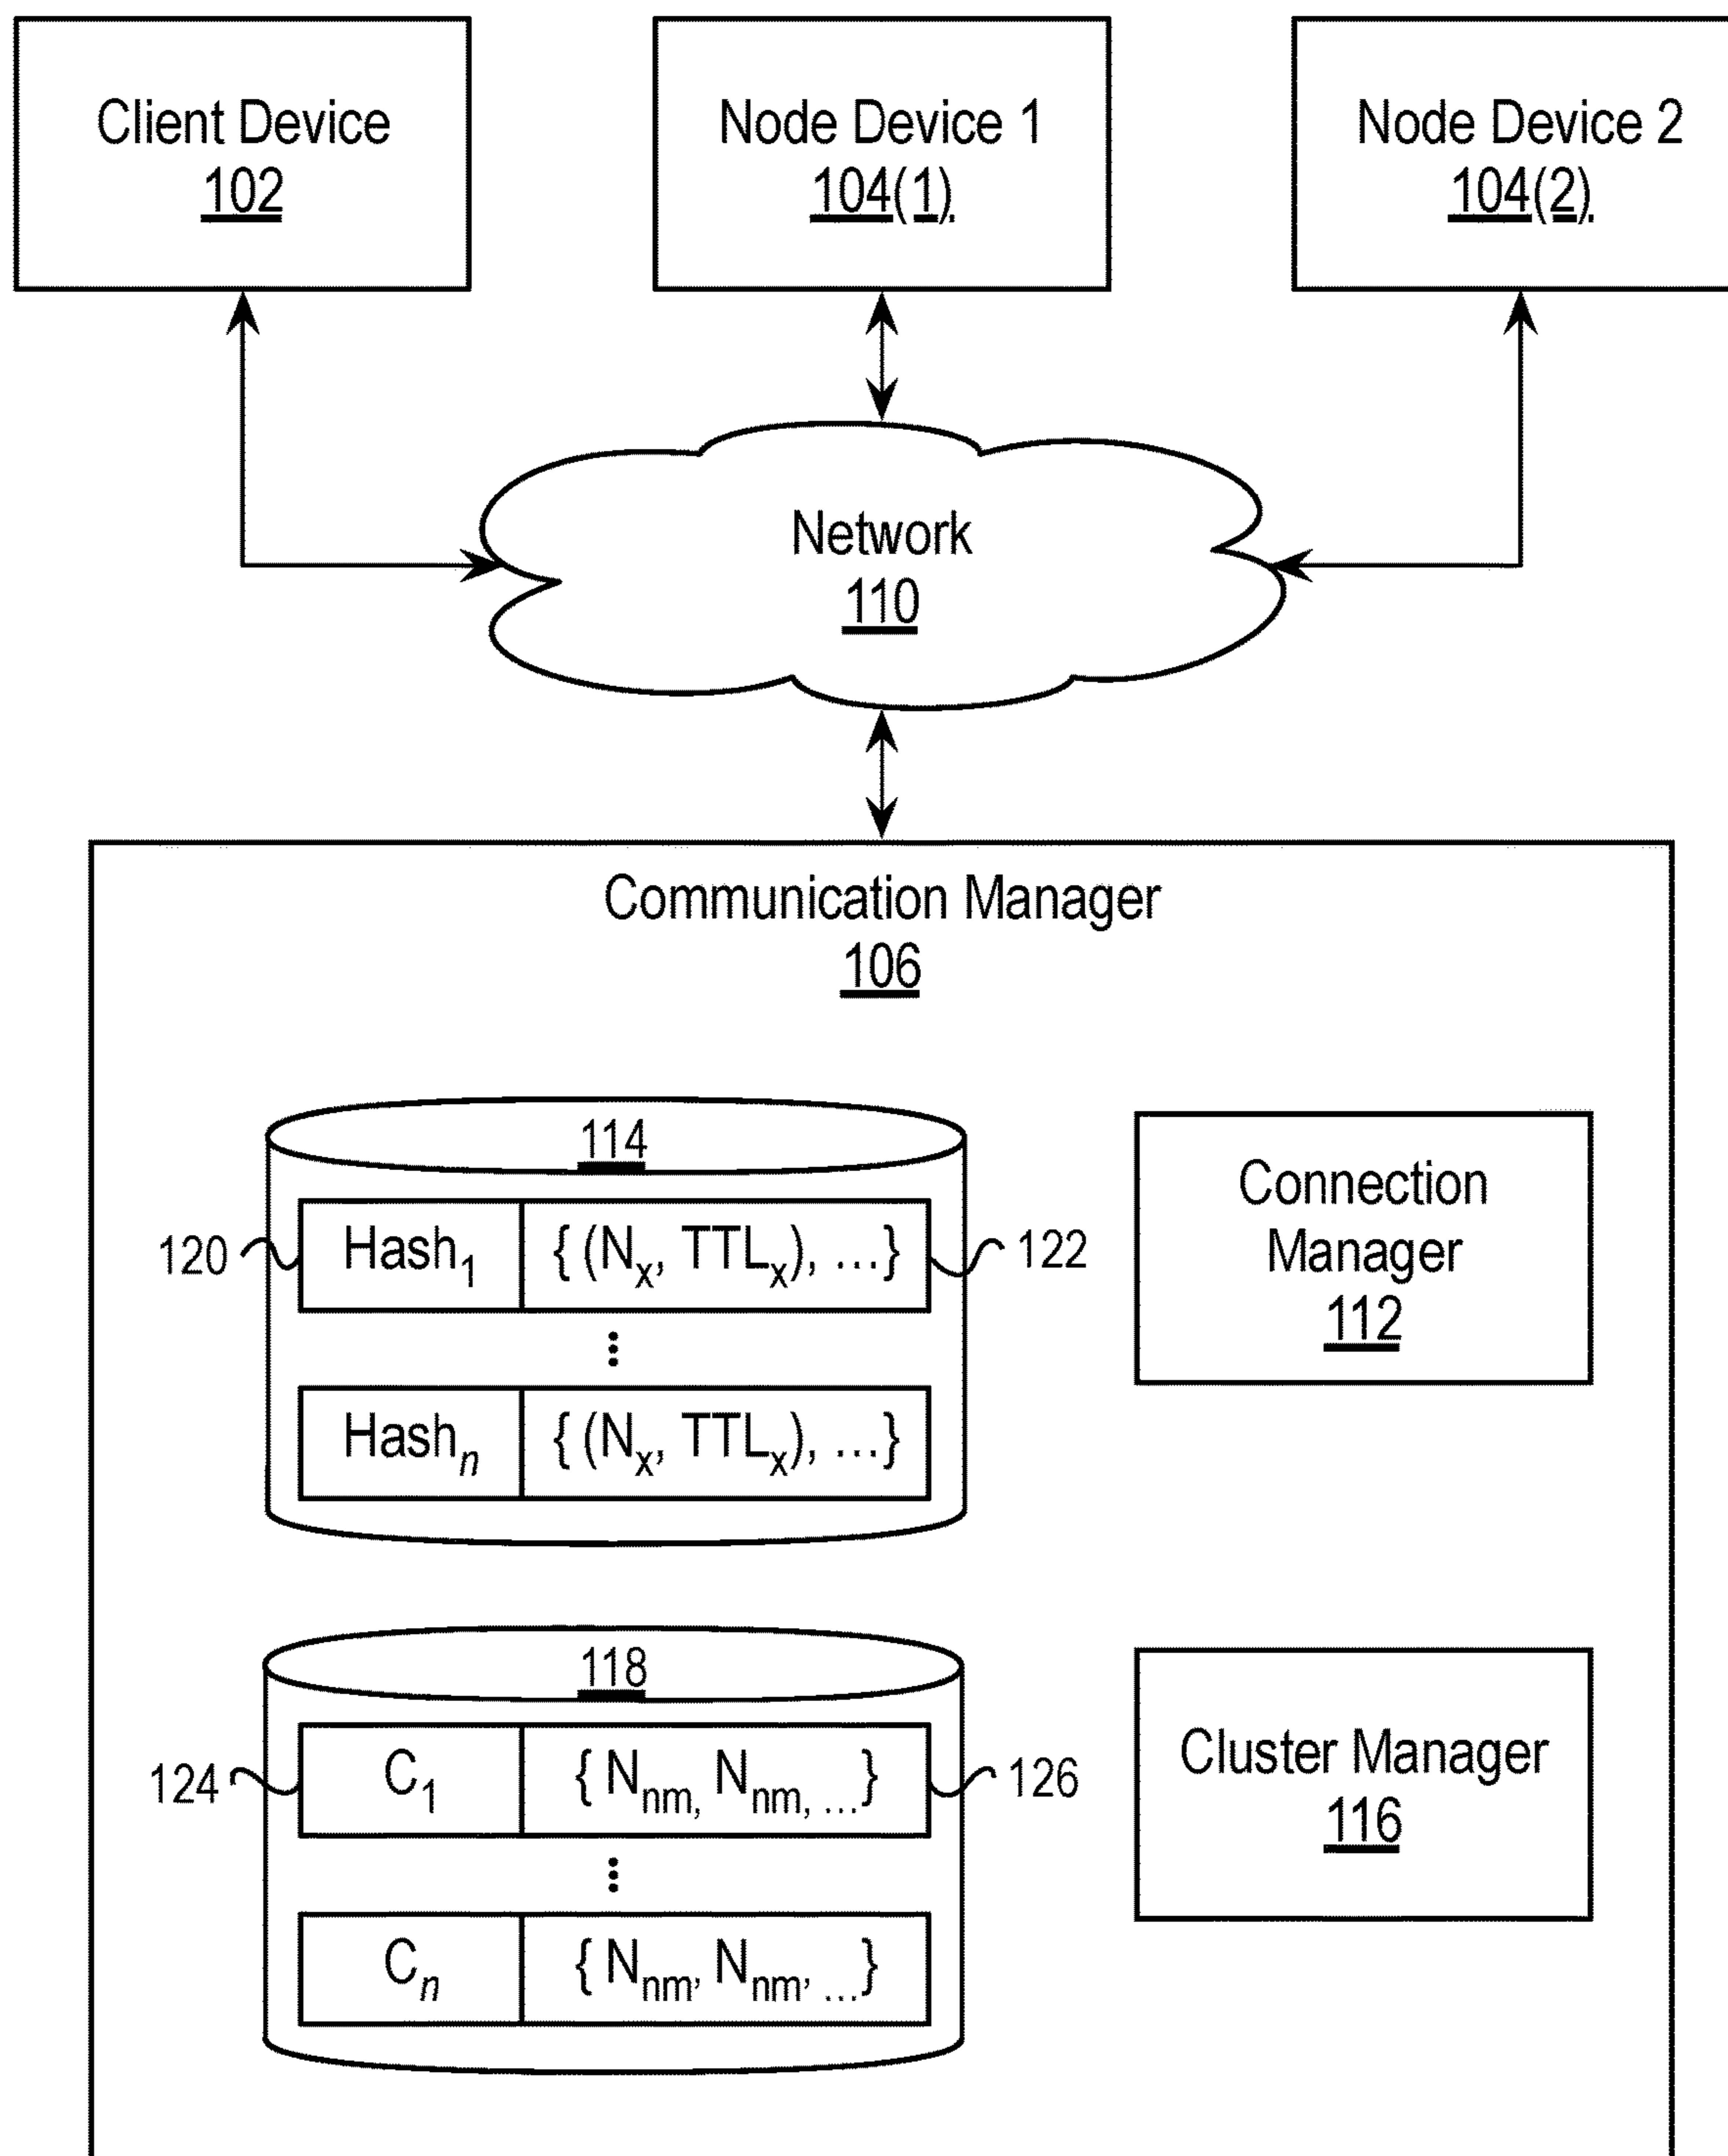 Client Device
102
Node Device 1
104(1)
Node Device 2
104(2)
Network
110
Communication Manager
106
114
120
Hash₁
{ (Nₓ, TTLₓ), ...}
122
Hashₙ
{ (Nₓ, TTLₓ), ...}
Connection
Manager
112
118
124
C₁
{ Nₙₘ, Nₙₘ, ...}
126
Cₙ
{ Nₙₘ, Nₙₘ, ...}
Cluster Manager
116